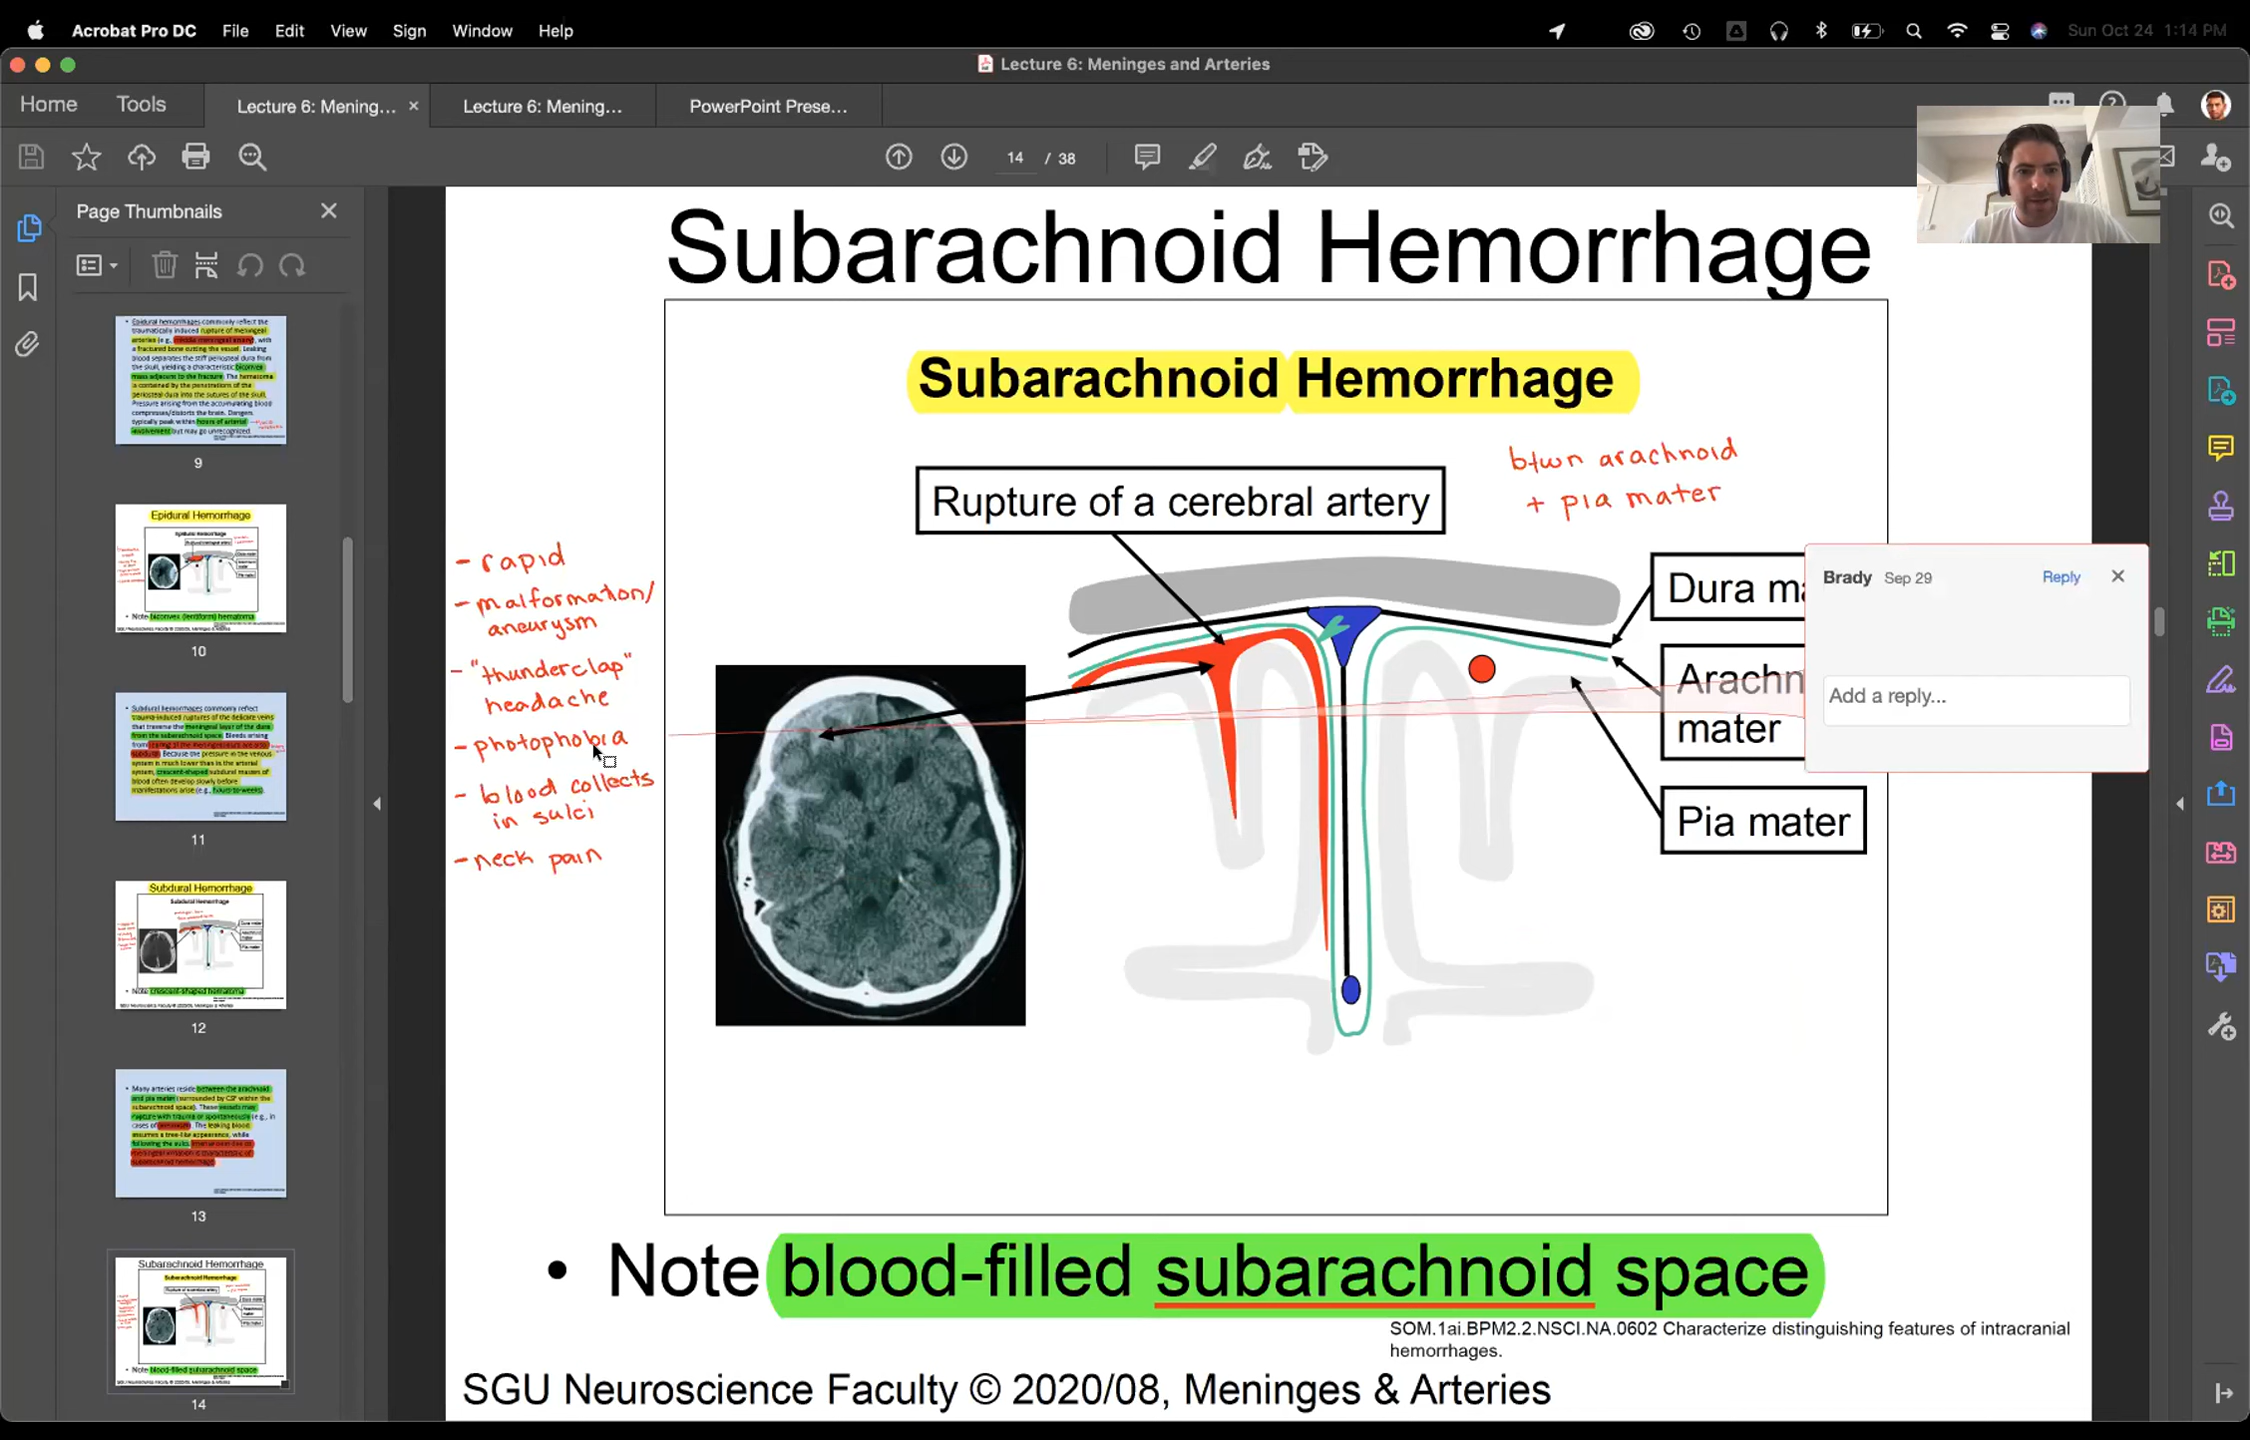 Acrobat Pro DC File Edit View Sign Window Help Sun Oct 24 1:14 PM
Lecture 6: Meninges and Arteries
Home Tools Lecture 6: Mening... × Lecture 6: Mening... PowerPoint Prese...
14 / 38
Page Thumbnails
9
Epidural Hemorrhage
10
11
Subdural Hemorrhage
12
13
Subarachnoid Hemorrhage
14
Subarachnoid Hemorrhage
Subarachnoid Hemorrhage
btwn arachnoid
+ pia mater
Rupture of a cerebral artery
- rapid
- malformation/
aneurysm
- "thunderclap"
headache
- photophobia
- blood collects
in sulci
- neck pain
Dura ma
Arachn
mater
Pia mater
Brady Sep 29 Reply
Add a reply...
• Note blood-filled subarachnoid space
SOM.1ai.BPM2.2.NSCI.NA.0602 Characterize distinguishing features of intracranial
hemorrhages.
SGU Neuroscience Faculty © 2020/08, Meninges & Arteries